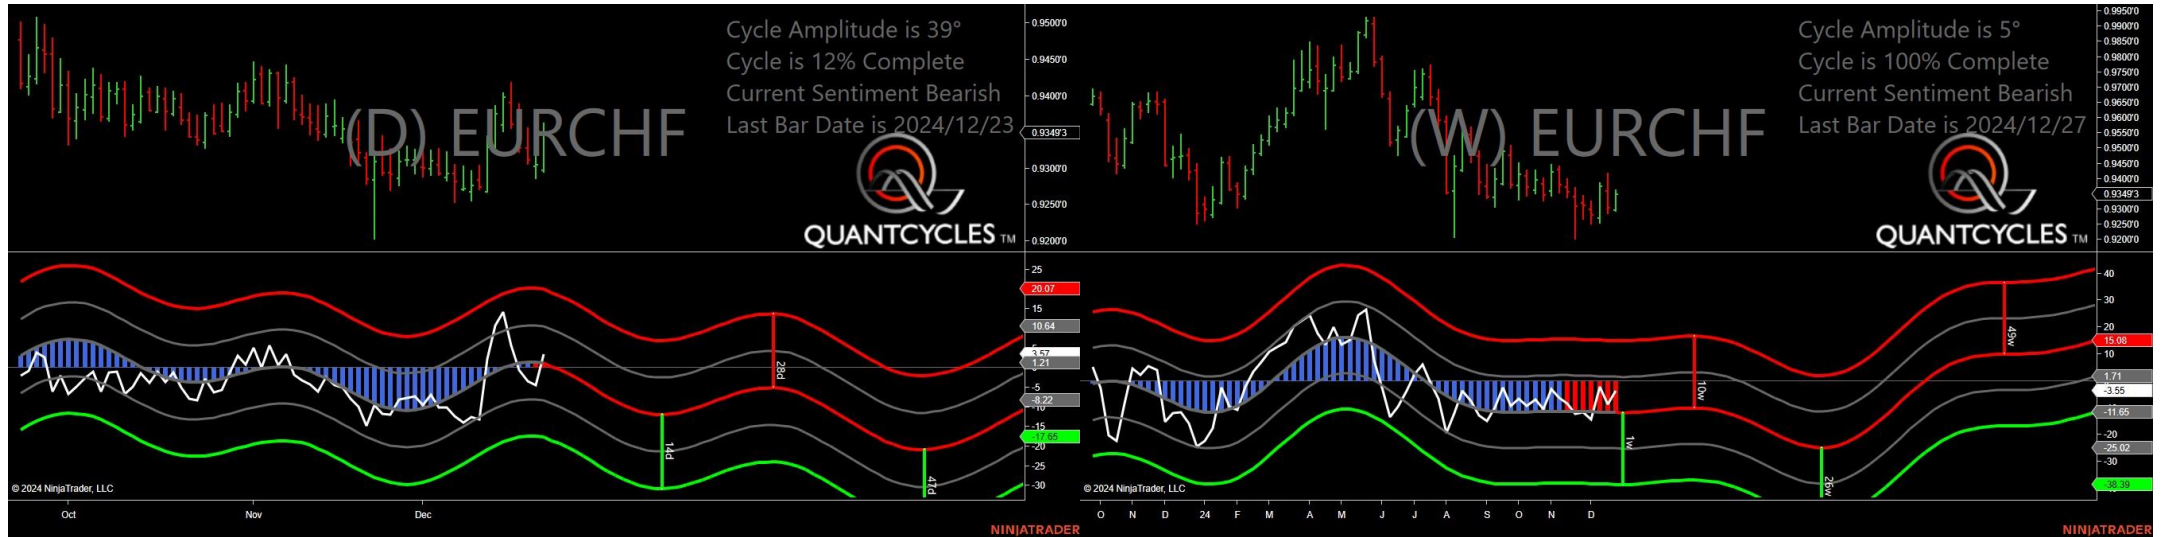 Cycle Amplitude is 39°
Cycle is 12% Complete
Current Sentiment Bearish
Last Bar Date is 2024/12/23
(D) EURCHF
QUANTCYCLES TM
0.9500'0
0.9450'0
0.9400'0
0.9349'3
0.9300'0
0.9250'0
0.9200'0
25
20.07
15
10.64
5
3.57
1.21
-5
-8.22
-10
-15
-17.65
-20
-25
-30
28d
14d
47d
© 2024 NinjaTrader, LLC
Oct
Nov
Dec
NINJATRADER
Cycle Amplitude is 5°
Cycle is 100% Complete
Current Sentiment Bearish
Last Bar Date is 2024/12/27
(W) EURCHF
QUANTCYCLES TM
0.9950'0
0.9900'0
0.9850'0
0.9800'0
0.9750'0
0.9700'0
0.9650'0
0.9600'0
0.9550'0
0.9500'0
0.9450'0
0.9400'0
0.9349'3
0.9300'0
0.9250'0
0.9200'0
40
30
20
15.08
10
1.71
-3.55
-11.65
-20
-25.02
-30
-38.39
49w
10w
1w
26w
© 2024 NinjaTrader, LLC
O
N
D
24
F
M
A
M
J
J
A
S
O
N
D
NINJATRADER